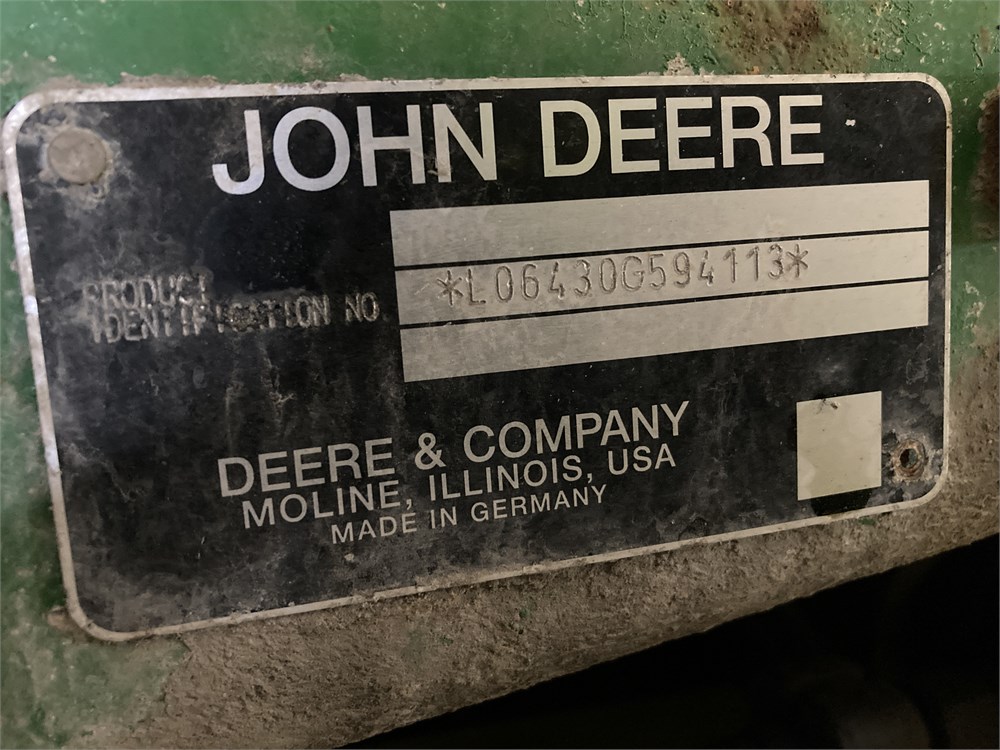 JOHN DEERE
PRODUCT
IDENTIFICATION NO
*L06430G594113*
DEERE & COMPANY
MOLINE, ILLINOIS, USA
MADE IN GERMANY